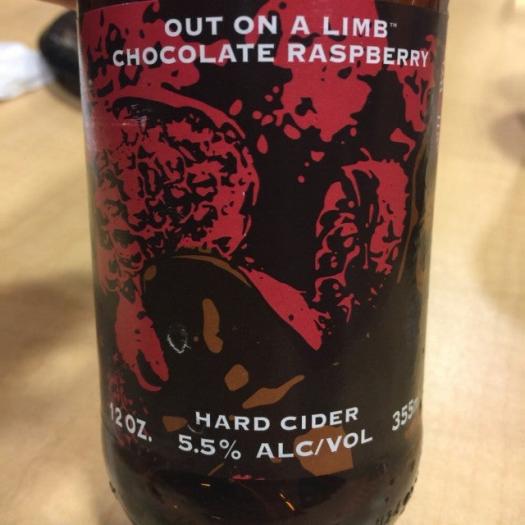 OUT ON A LIMB™
CHOCOLATE RASPBERRY
12 OZ.
HARD CIDER
5.5% ALC/VOL
355